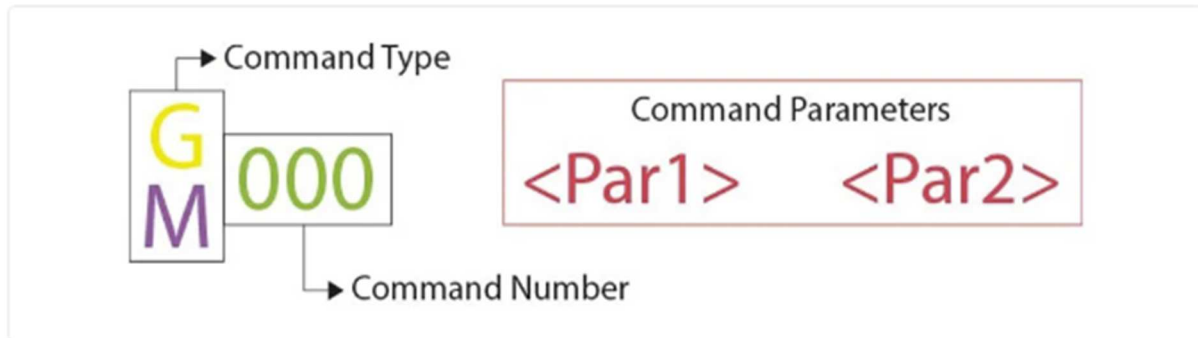 Command Type
G
M
000
Command Number
Command Parameters
<Par1> <Par2>